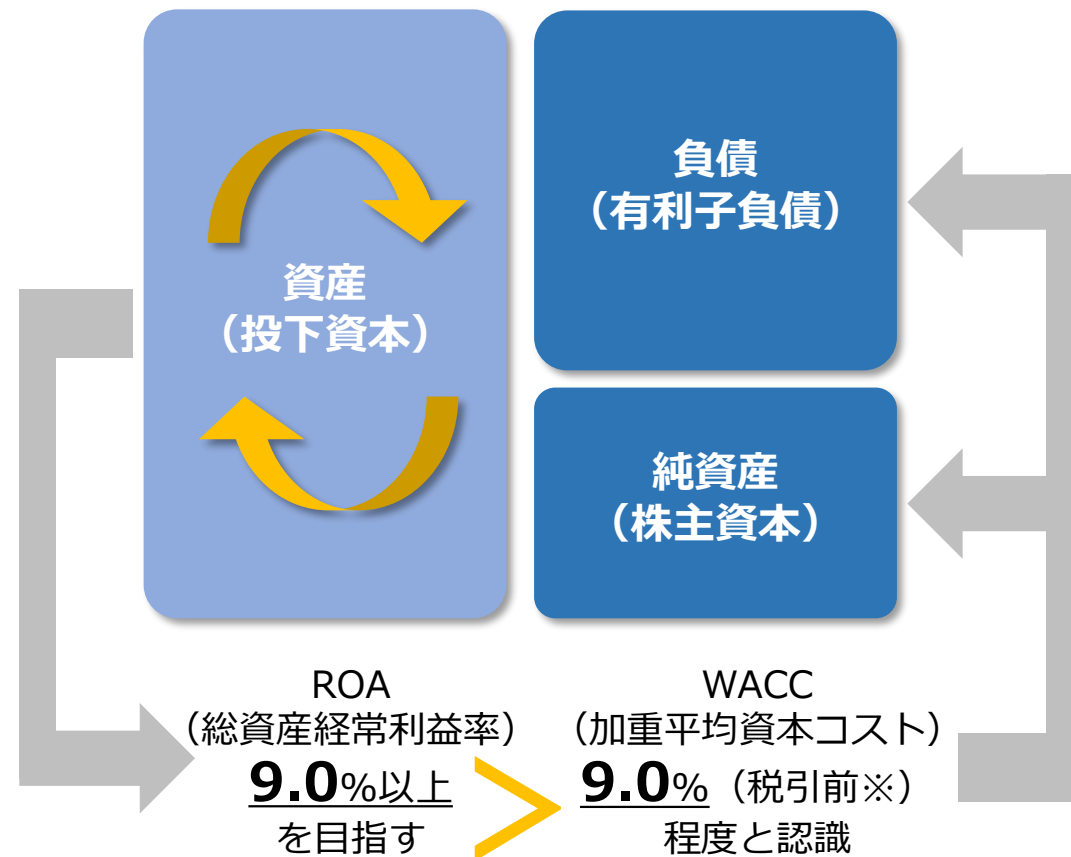 資産
（投下資本）
負債
（有利子負債）
純資産
（株主資本）
ROA
（総資産経常利益率）
9.0%以上
を目指す
WACC
（加重平均資本コスト）
9.0%（税引前※）
程度と認識